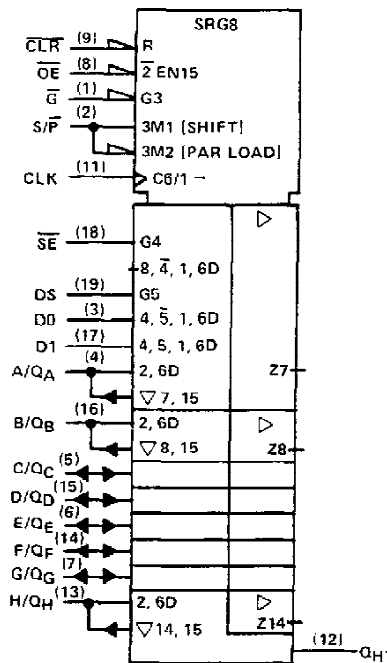 SRG8
C̅L̅R̅ (9) R
O̅E̅ (8) 2̅ EN15
G̅ (1) G3
S/P̅ (2) 3M1 [SHIFT]
3M2 [PAR LOAD]
CLK (11) C6/1 →
S̅E̅ (18) G4
8, 4̅, 1, 6D
DS (19) G5
D0 (3) 4, 5̅, 1, 6D
D1 (17) 4, 5, 1, 6D
A/QA (4) 2, 6D Z7
▽ 7, 15
B/QB (16) 2, 6D
▽ 8, 15 Z8
C/QC (5)
D/QD (15)
E/QE (6)
F/QF (14)
G/QG (7)
H/QH (13) 2, 6D
▽ 14, 15 Z14
(12) QH'